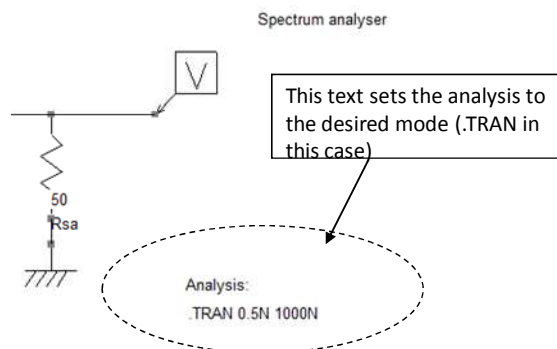 Spectrum analyser
V
This text sets the analysis to
the desired mode (.TRAN in
this case)
50
Rsa
Analysis:
.TRAN 0.5N 1000N